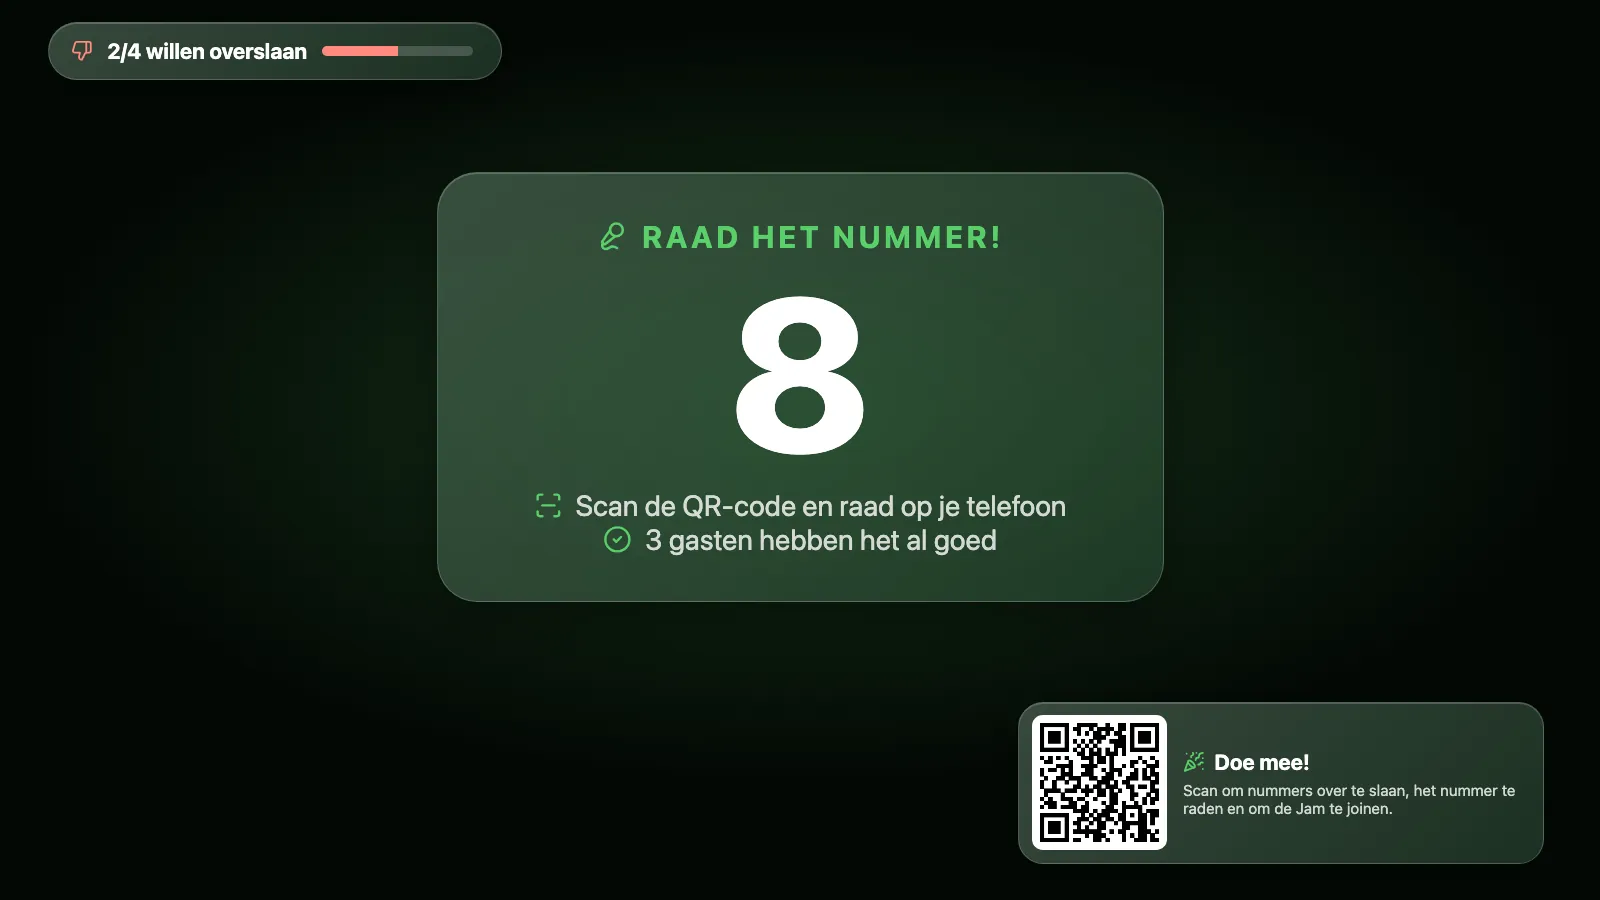 2/4 willen overslaan
RAAD HET NUMMER!
8
Scan de QR-code en raad op je telefoon
3 gasten hebben het al goed
Doe mee!
Scan om nummers over te slaan, het nummer te
raden en om de Jam te joinen.